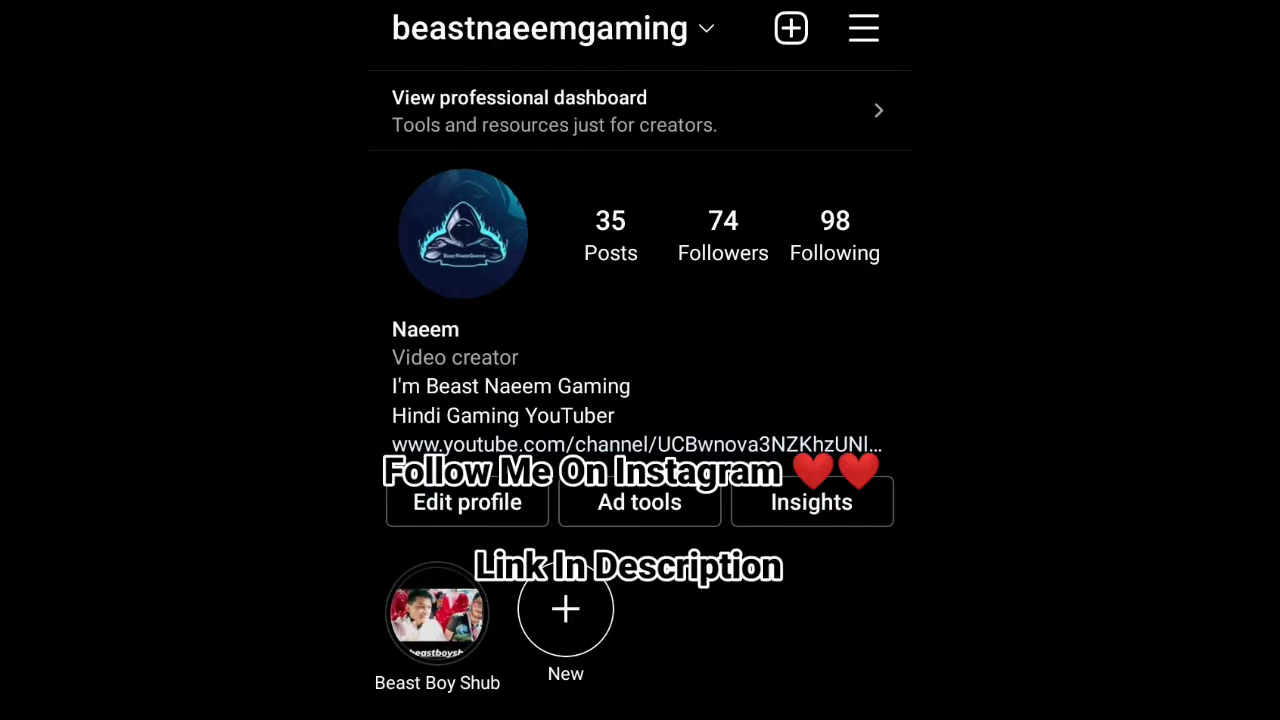 beastnaeemgaming
View professional dashboard
Tools and resources just for creators.
35 74 98
Posts Followers Following
Naeem
Video creator
I'm Beast Naeem Gaming
Hindi Gaming YouTuber
www.youtube.com/channel/UCBwnova3NZKhzUNl...
Follow Me On Instagram ❤️❤️
Edit profile Ad tools Insights
Link In Description
beastboysh
Beast Boy Shub
New